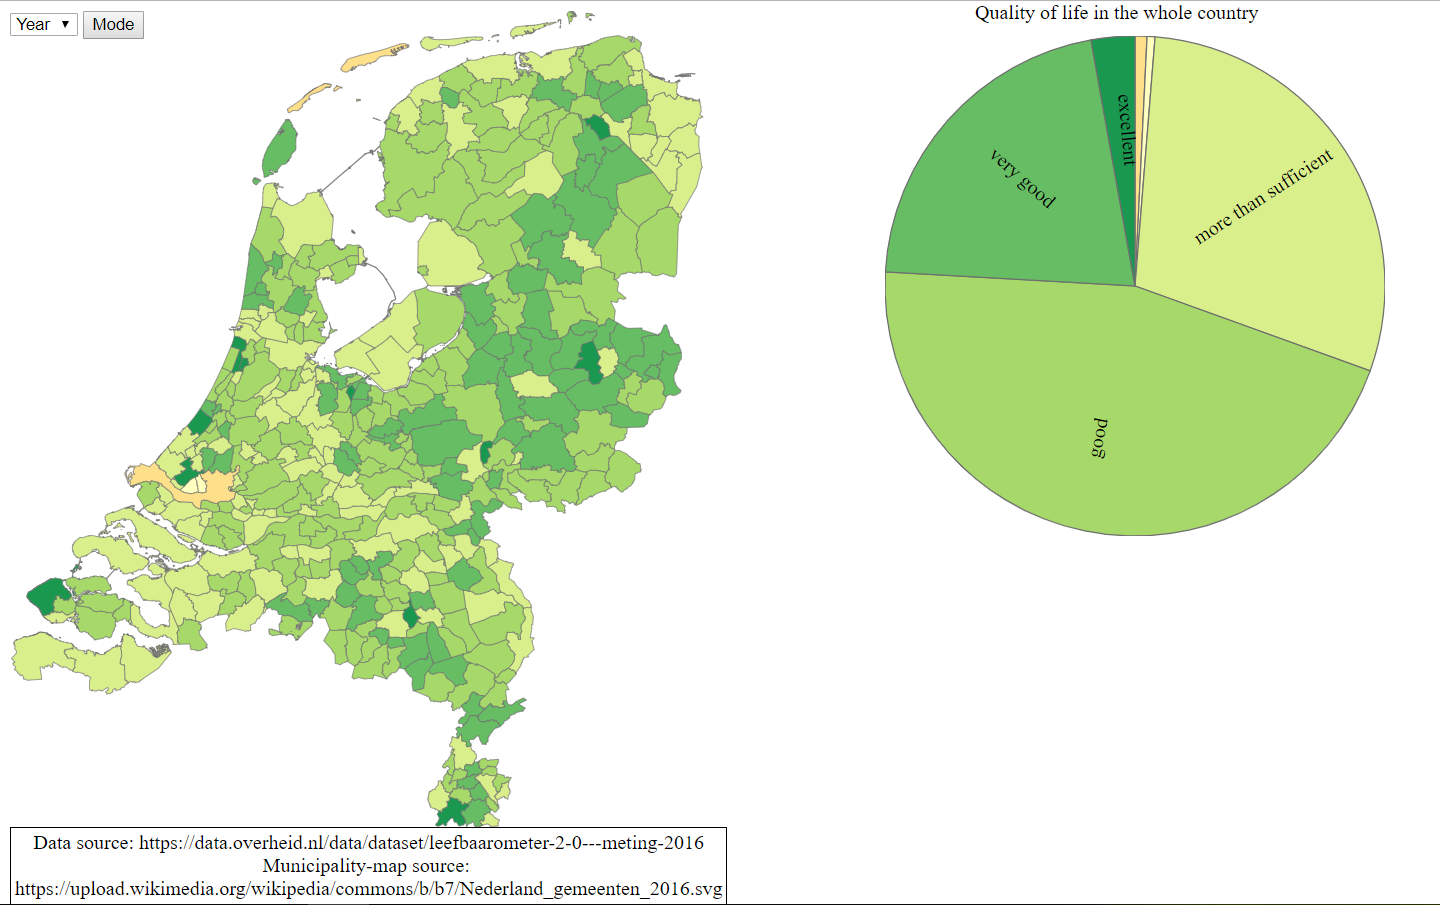 Year
Mode
Quality of life in the whole country
excellent
very good
more than sufficient
good
Data source: https://data.overheid.nl/data/dataset/leefbaarometer-2-0---meting-2016
Municipality-map source:
https://upload.wikimedia.org/wikipedia/commons/b/b7/Nederland_gemeenten_2016.svg